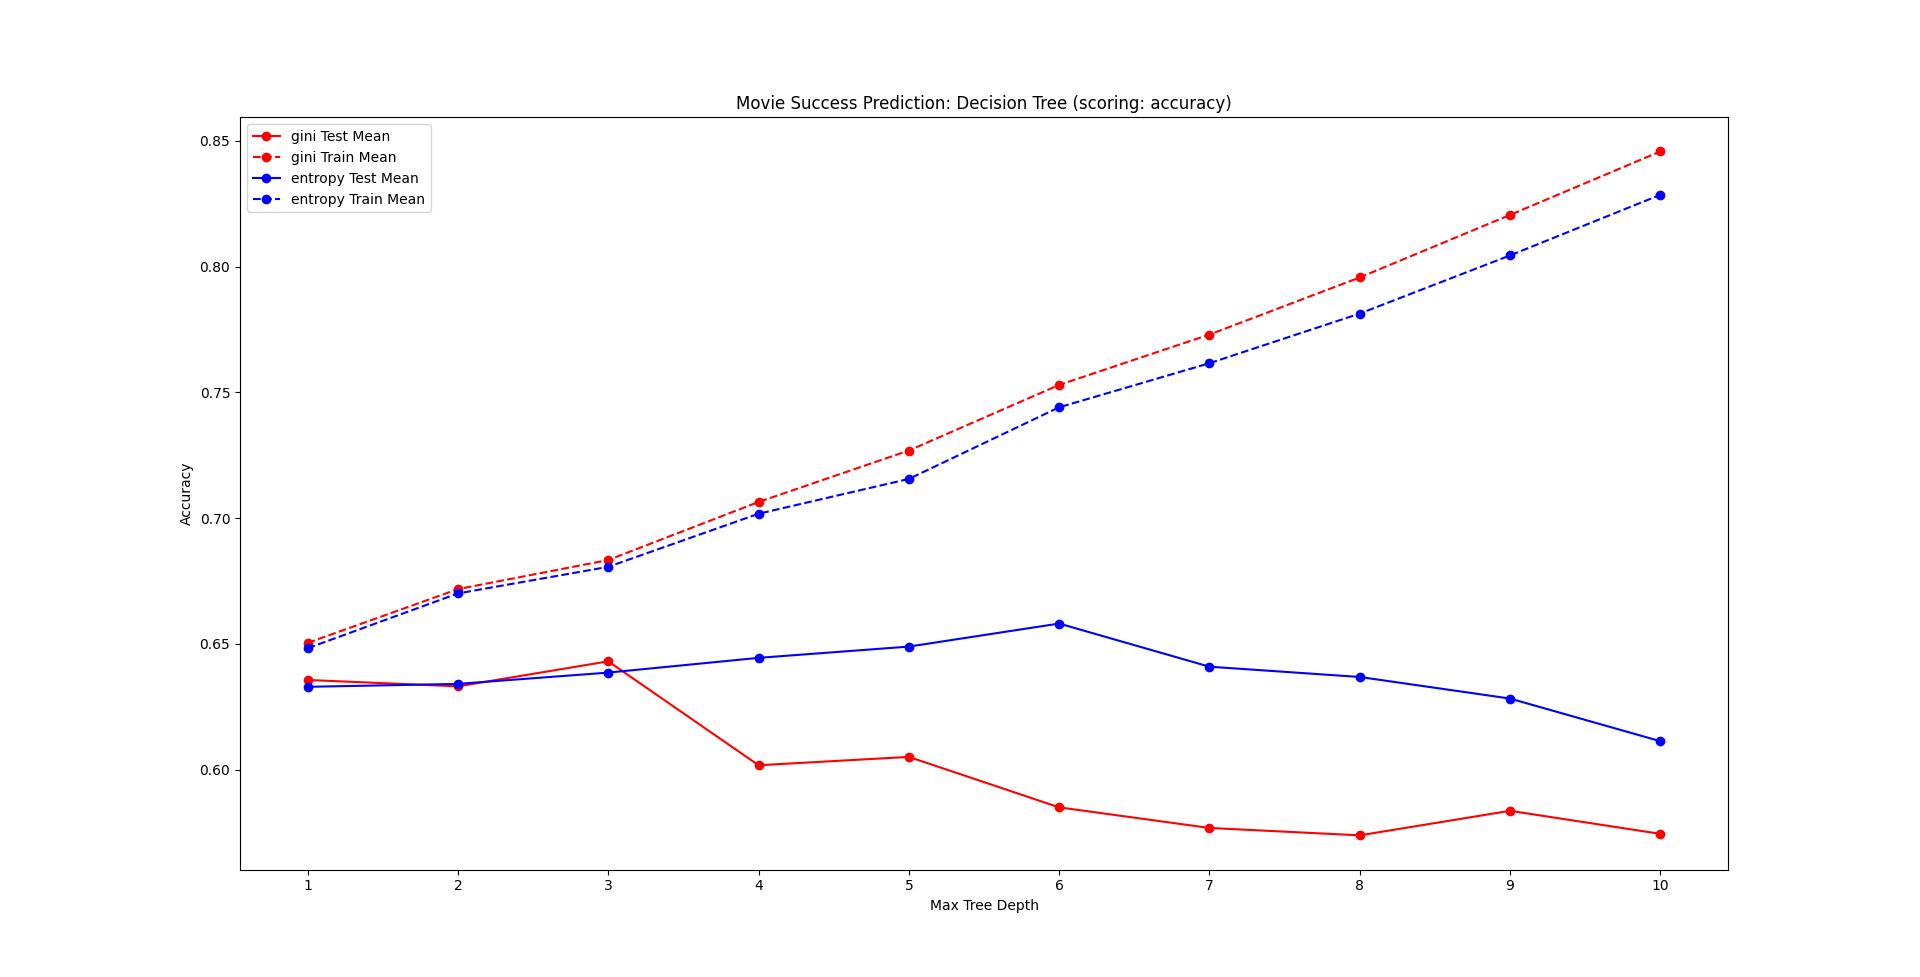 Movie Success Prediction: Decision Tree (scoring: accuracy)
gini Test Mean
gini Train Mean
entropy Test Mean
entropy Train Mean
0.85
0.80
0.75
0.70
0.65
0.60
Accuracy
1 2 3 4 5 6 7 8 9 10
Max Tree Depth